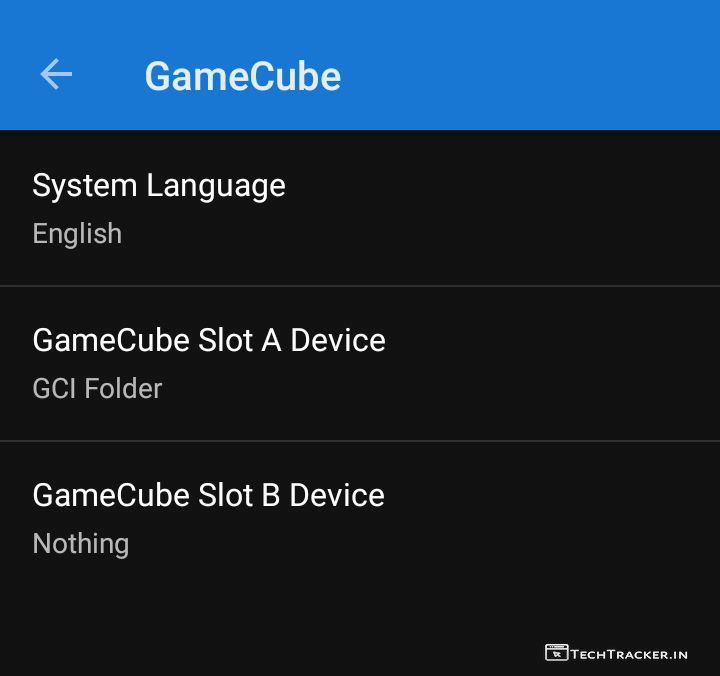 GameCube
System Language
English
GameCube Slot A Device
GCI Folder
GameCube Slot B Device
Nothing
TECHTRACKER.IN